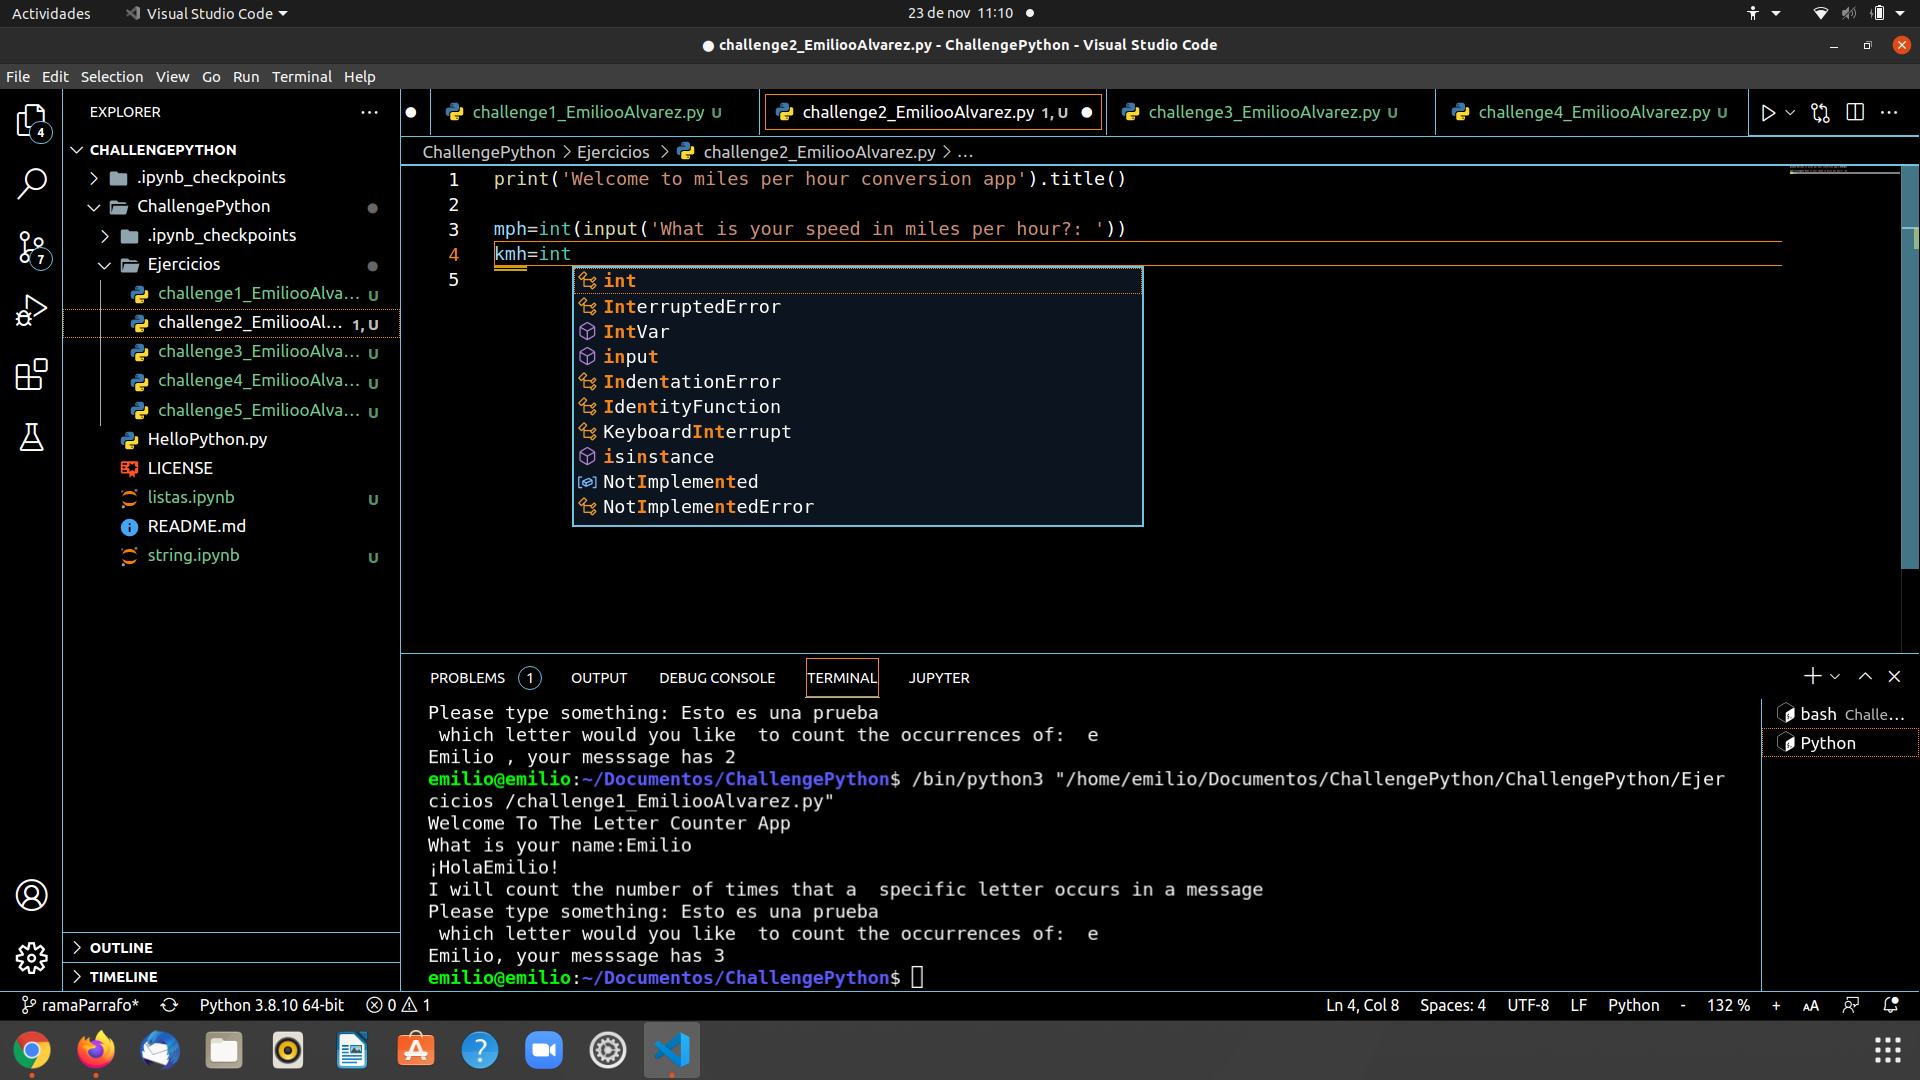 Actividades
Visual Studio Code
23 de nov 11:10
challenge2_EmiliooAlvarez.py - ChallengePython - Visual Studio Code
File Edit Selection View Go Run Terminal Help
EXPLORER
4
7
CHALLENGEPYTHON
.ipynb_checkpoints
ChallengePython
.ipynb_checkpoints
Ejercicios
challenge1_EmiliooAlva... U
challenge2_EmiliooAl... 1, U
challenge3_EmiliooAlva... U
challenge4_EmiliooAlva... U
challenge5_EmiliooAlva... U
HelloPython.py
LICENSE
listas.ipynb U
README.md
string.ipynb U
OUTLINE
TIMELINE
challenge1_EmiliooAlvarez.py U
challenge2_EmiliooAlvarez.py 1, U
challenge3_EmiliooAlvarez.py U
challenge4_EmiliooAlvarez.py U
ChallengePython > Ejercicios > challenge2_EmiliooAlvarez.py > ...
1 print('Welcome to miles per hour conversion app').title()
2
3 mph=int(input('What is your speed in miles per hour?: '))
4 kmh=int
5
int
InterruptedError
IntVar
input
IndentationError
IdentityFunction
KeyboardInterrupt
isinstance
NotImplemented
NotImplementedError
PROBLEMS 1 OUTPUT DEBUG CONSOLE TERMINAL JUPYTER
Please type something: Esto es una prueba
which letter would you like  to count the occurrences of:  e
Emilio , your messsage has 2
emilio@emilio:~/Documentos/ChallengePython$ /bin/python3 "/home/emilio/Documentos/ChallengePython/ChallengePython/Ejer
cicios /challenge1_EmiliooAlvarez.py"
Welcome To The Letter Counter App
What is your name:Emilio
¡HolaEmilio!
I will count the number of times that a  specific letter occurs in a message
Please type something: Esto es una prueba
which letter would you like  to count the occurrences of:  e
Emilio, your messsage has 3
emilio@emilio:~/Documentos/ChallengePython$
bash Challe...
Python
ramaParrafo* Python 3.8.10 64-bit 0 1
Ln 4, Col 8 Spaces: 4 UTF-8 LF Python - 132 % + AA